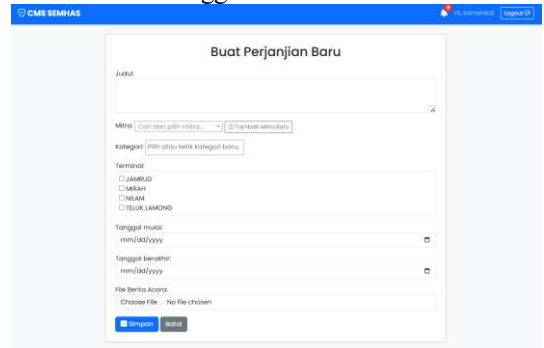 CMS SEMHAS
Hi, komersial Logout
Buat Perjanjian Baru
Judul:
Mitra: Cari dan pilih mitra... Tambah Mitra Baru
Kategori: Pilih atau ketik kategori baru...
Terminal:
JAMRUD
MIRAH
NILAM
TELUK LAMONG
Tanggal mulai:
mm/dd/yyyy
Tanggal berakhir:
mm/dd/yyyy
File Berita Acara:
Choose File No file chosen
Simpan Batal